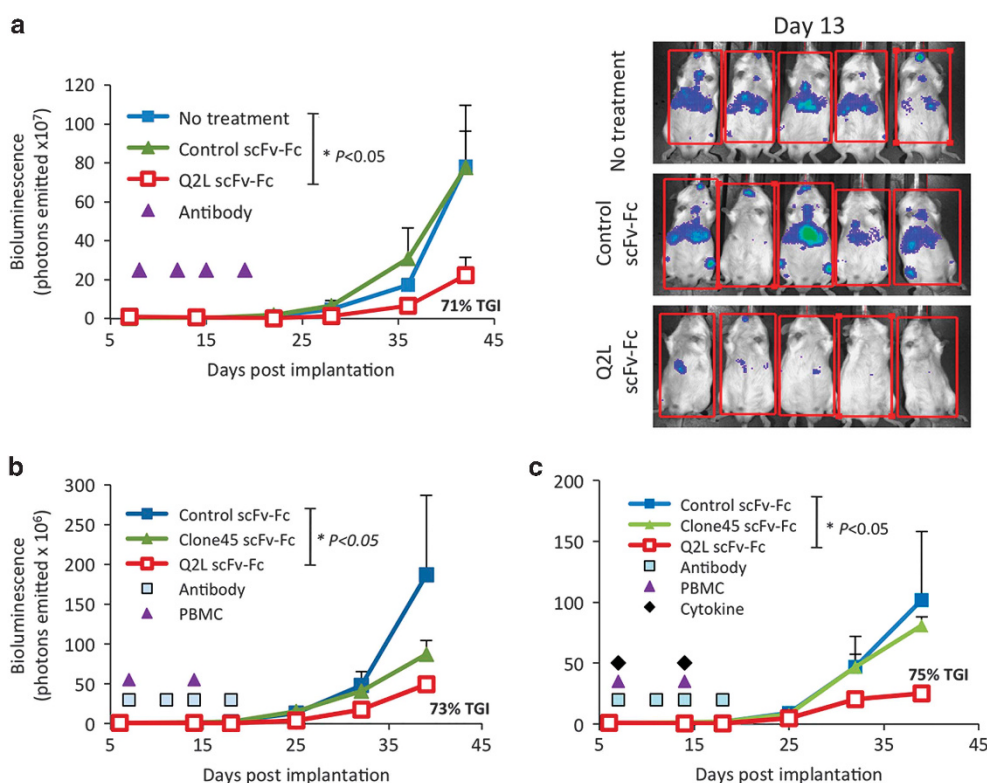 a
Bioluminescence
(photons emitted x10⁷)
120
100
80
60
40
20
0
No treatment
Control scFv-Fc
Q2L scFv-Fc
Antibody
* P<0.05
71% TGI
5
15
25
35
45
Days post implantation
Day 13
No treatment
Control
scFv-Fc
Q2L
scFv-Fc
b
Bioluminescence
(photons emitted x 10⁶)
300
250
200
150
100
50
0
Control scFv-Fc
Clone45 scFv-Fc
Q2L scFv-Fc
Antibody
PBMC
* P<0.05
73% TGI
5
15
25
35
45
Days post implantation
c
200
150
100
50
0
Control scFv-Fc
Clone45 scFv-Fc
Q2L scFv-Fc
Antibody
PBMC
Cytokine
* P<0.05
75% TGI
5
15
25
35
45
Days post implantation